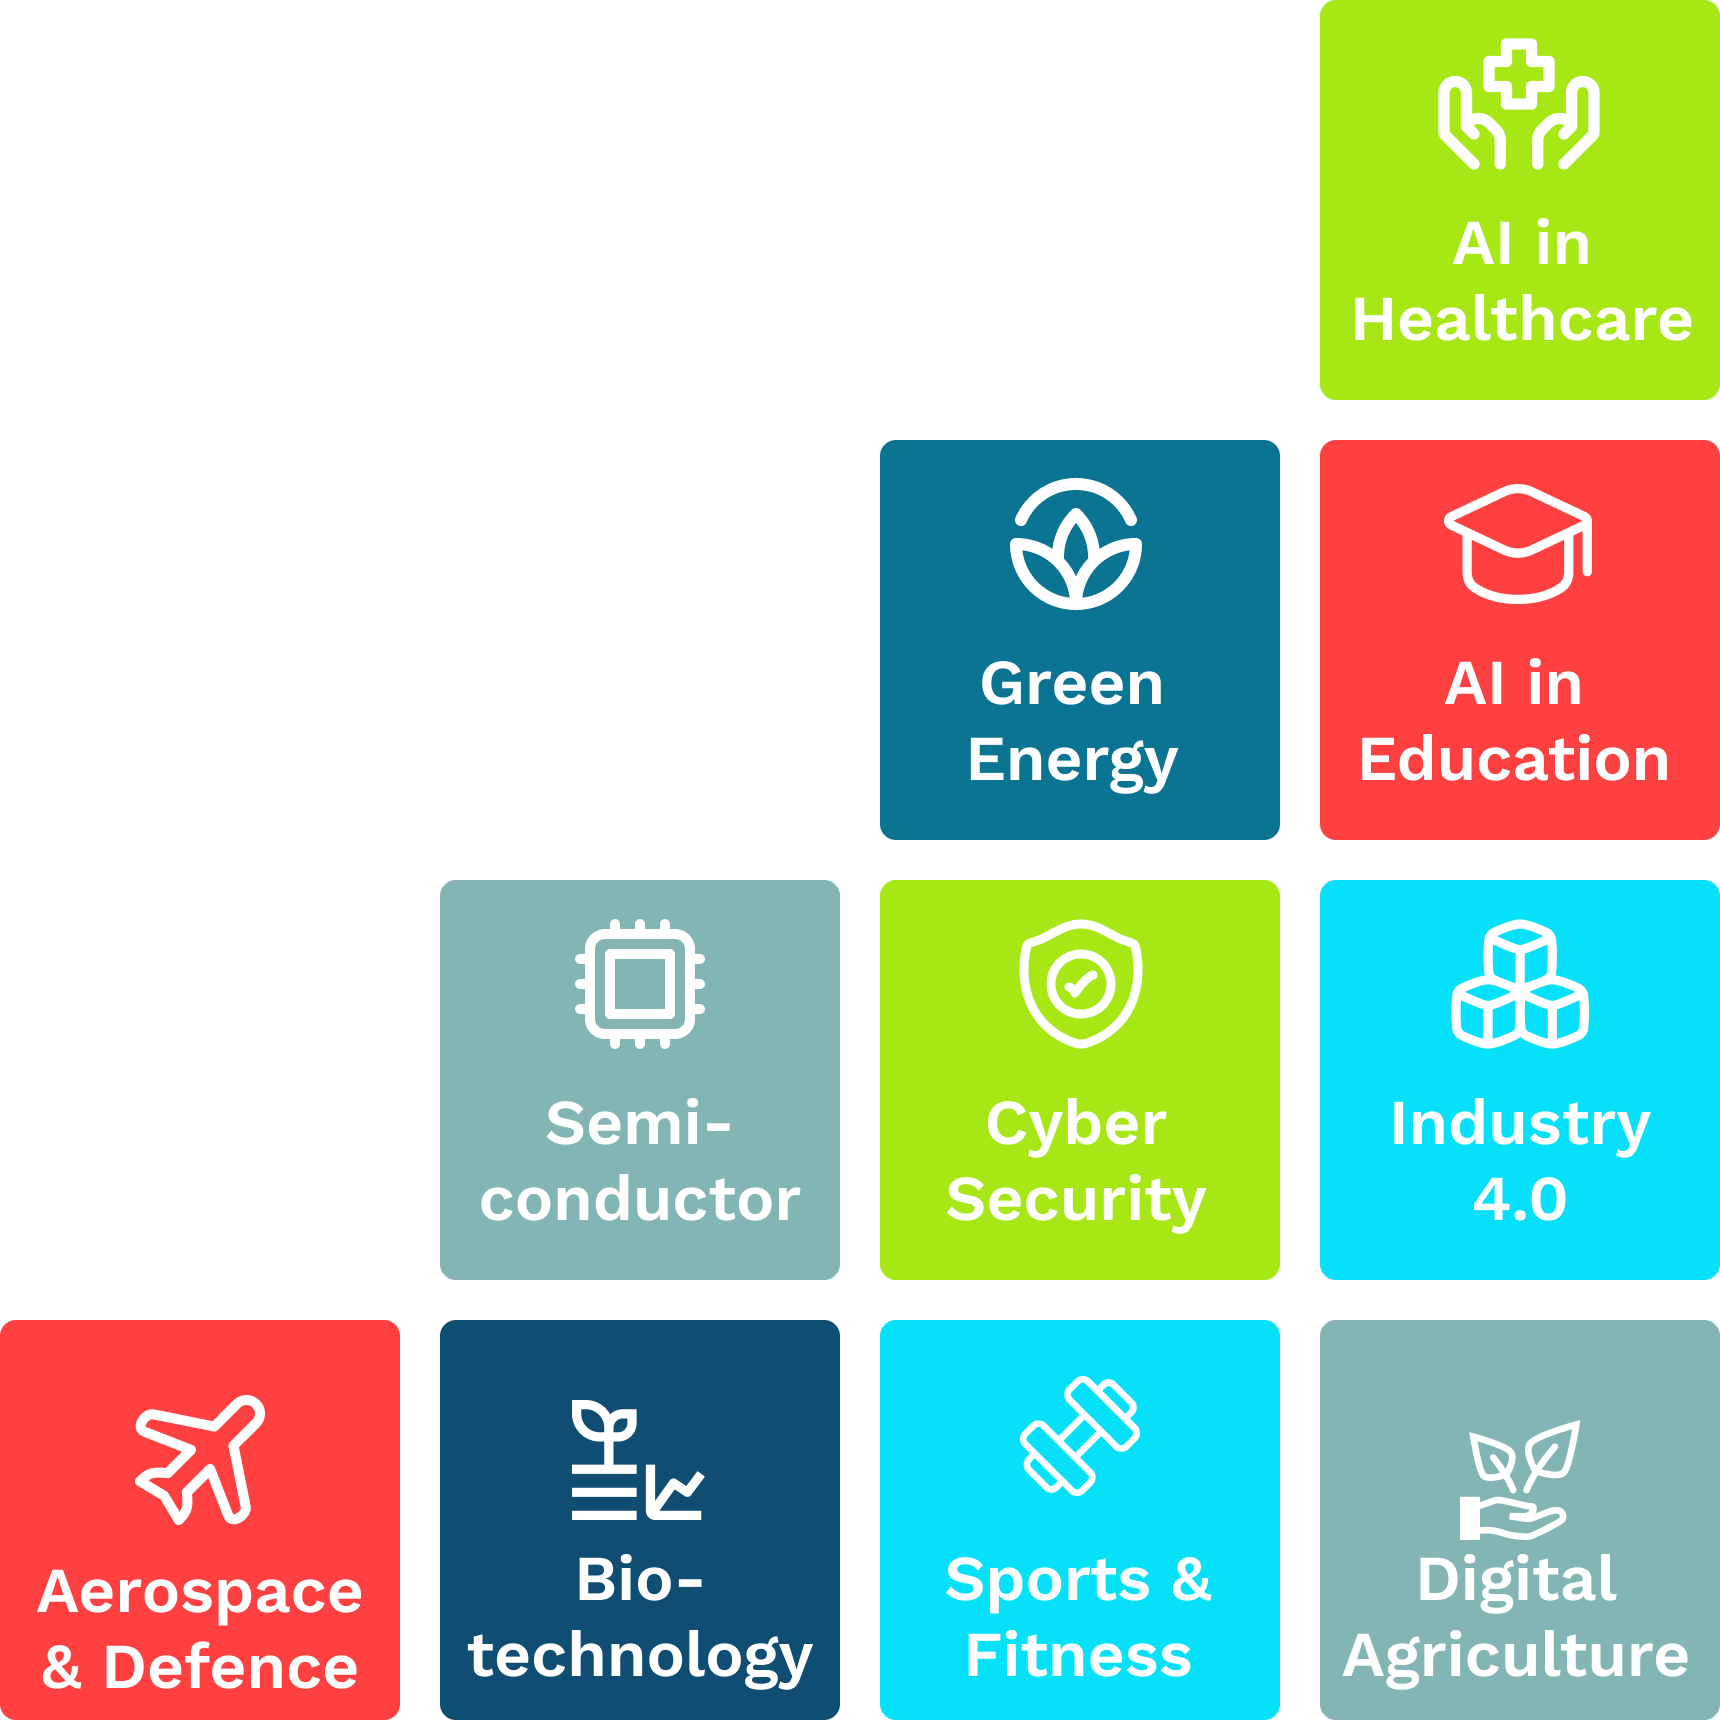 AI in
Healthcare
Green
Energy
AI in
Education
Semi-
conductor
Cyber
Security
Industry
4.0
Aerospace
& Defence
Bio-
technology
Sports &
Fitness
Digital
Agriculture